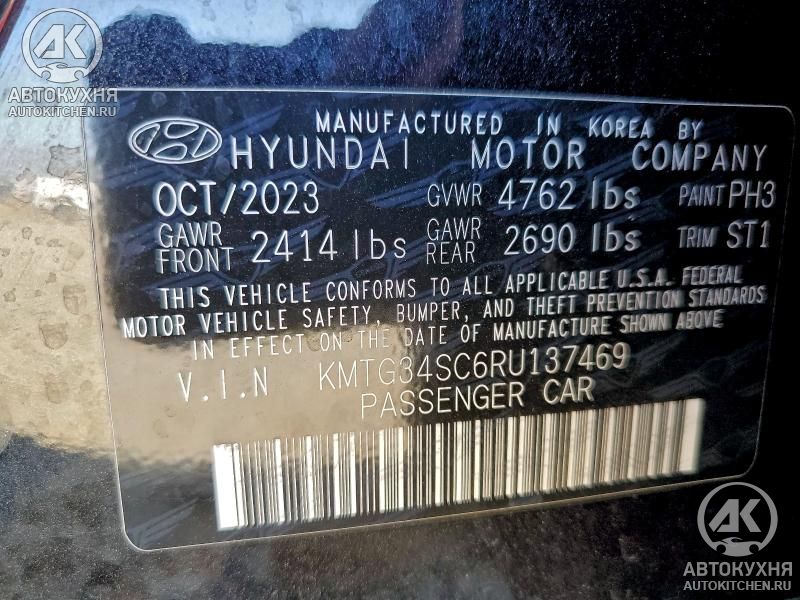 АК
АВТОКУХНЯ
AUTOKITCHEN.RU
MANUFACTURED IN KOREA BY
HYUNDAI MOTOR COMPANY
OCT/2023 GVWR 4762 lbs PAINT PH3
GAWR FRONT 2414 lbs GAWR REAR 2690 lbs TRIM ST1
THIS VEHICLE CONFORMS TO ALL APPLICABLE U.S.A. FEDERAL
MOTOR VEHICLE SAFETY, BUMPER, AND THEFT PREVENTION STANDARDS
IN EFFECT ON THE DATE OF MANUFACTURE SHOWN ABOVE
V.I.N KMTG34SC6RU137469
PASSENGER CAR
АК
АВТОКУХНЯ
AUTOKITCHEN.RU